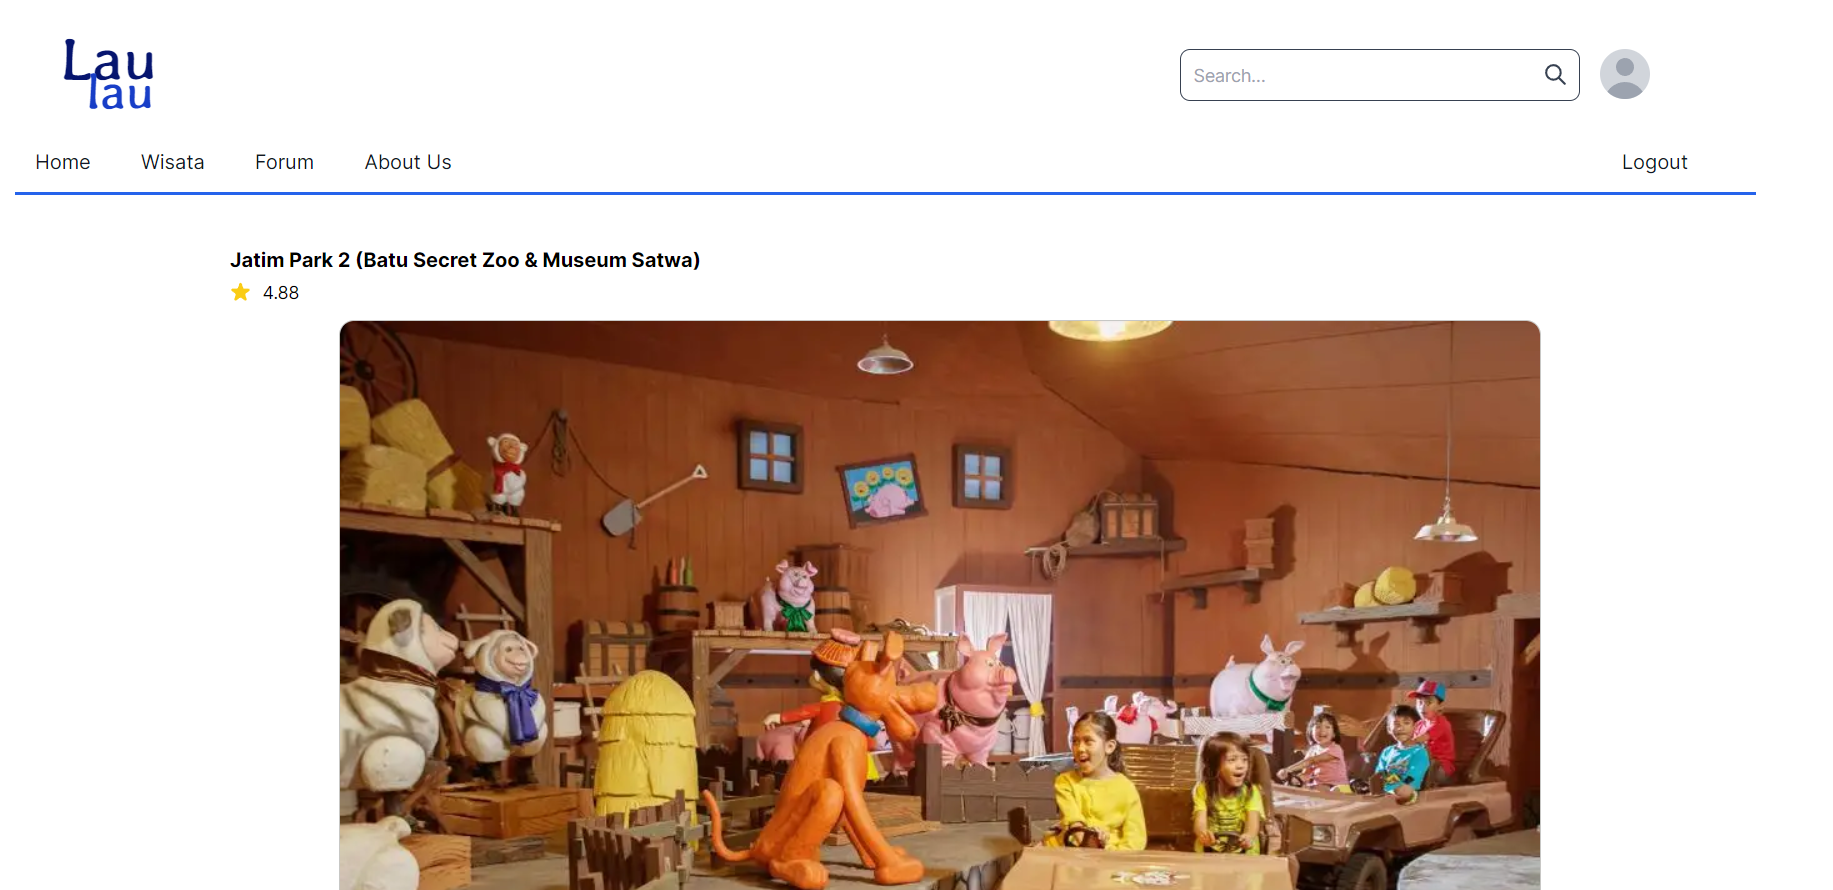 Lau
lau
Search...
Home
Wisata
Forum
About Us
Logout
Jatim Park 2 (Batu Secret Zoo & Museum Satwa)
4.88